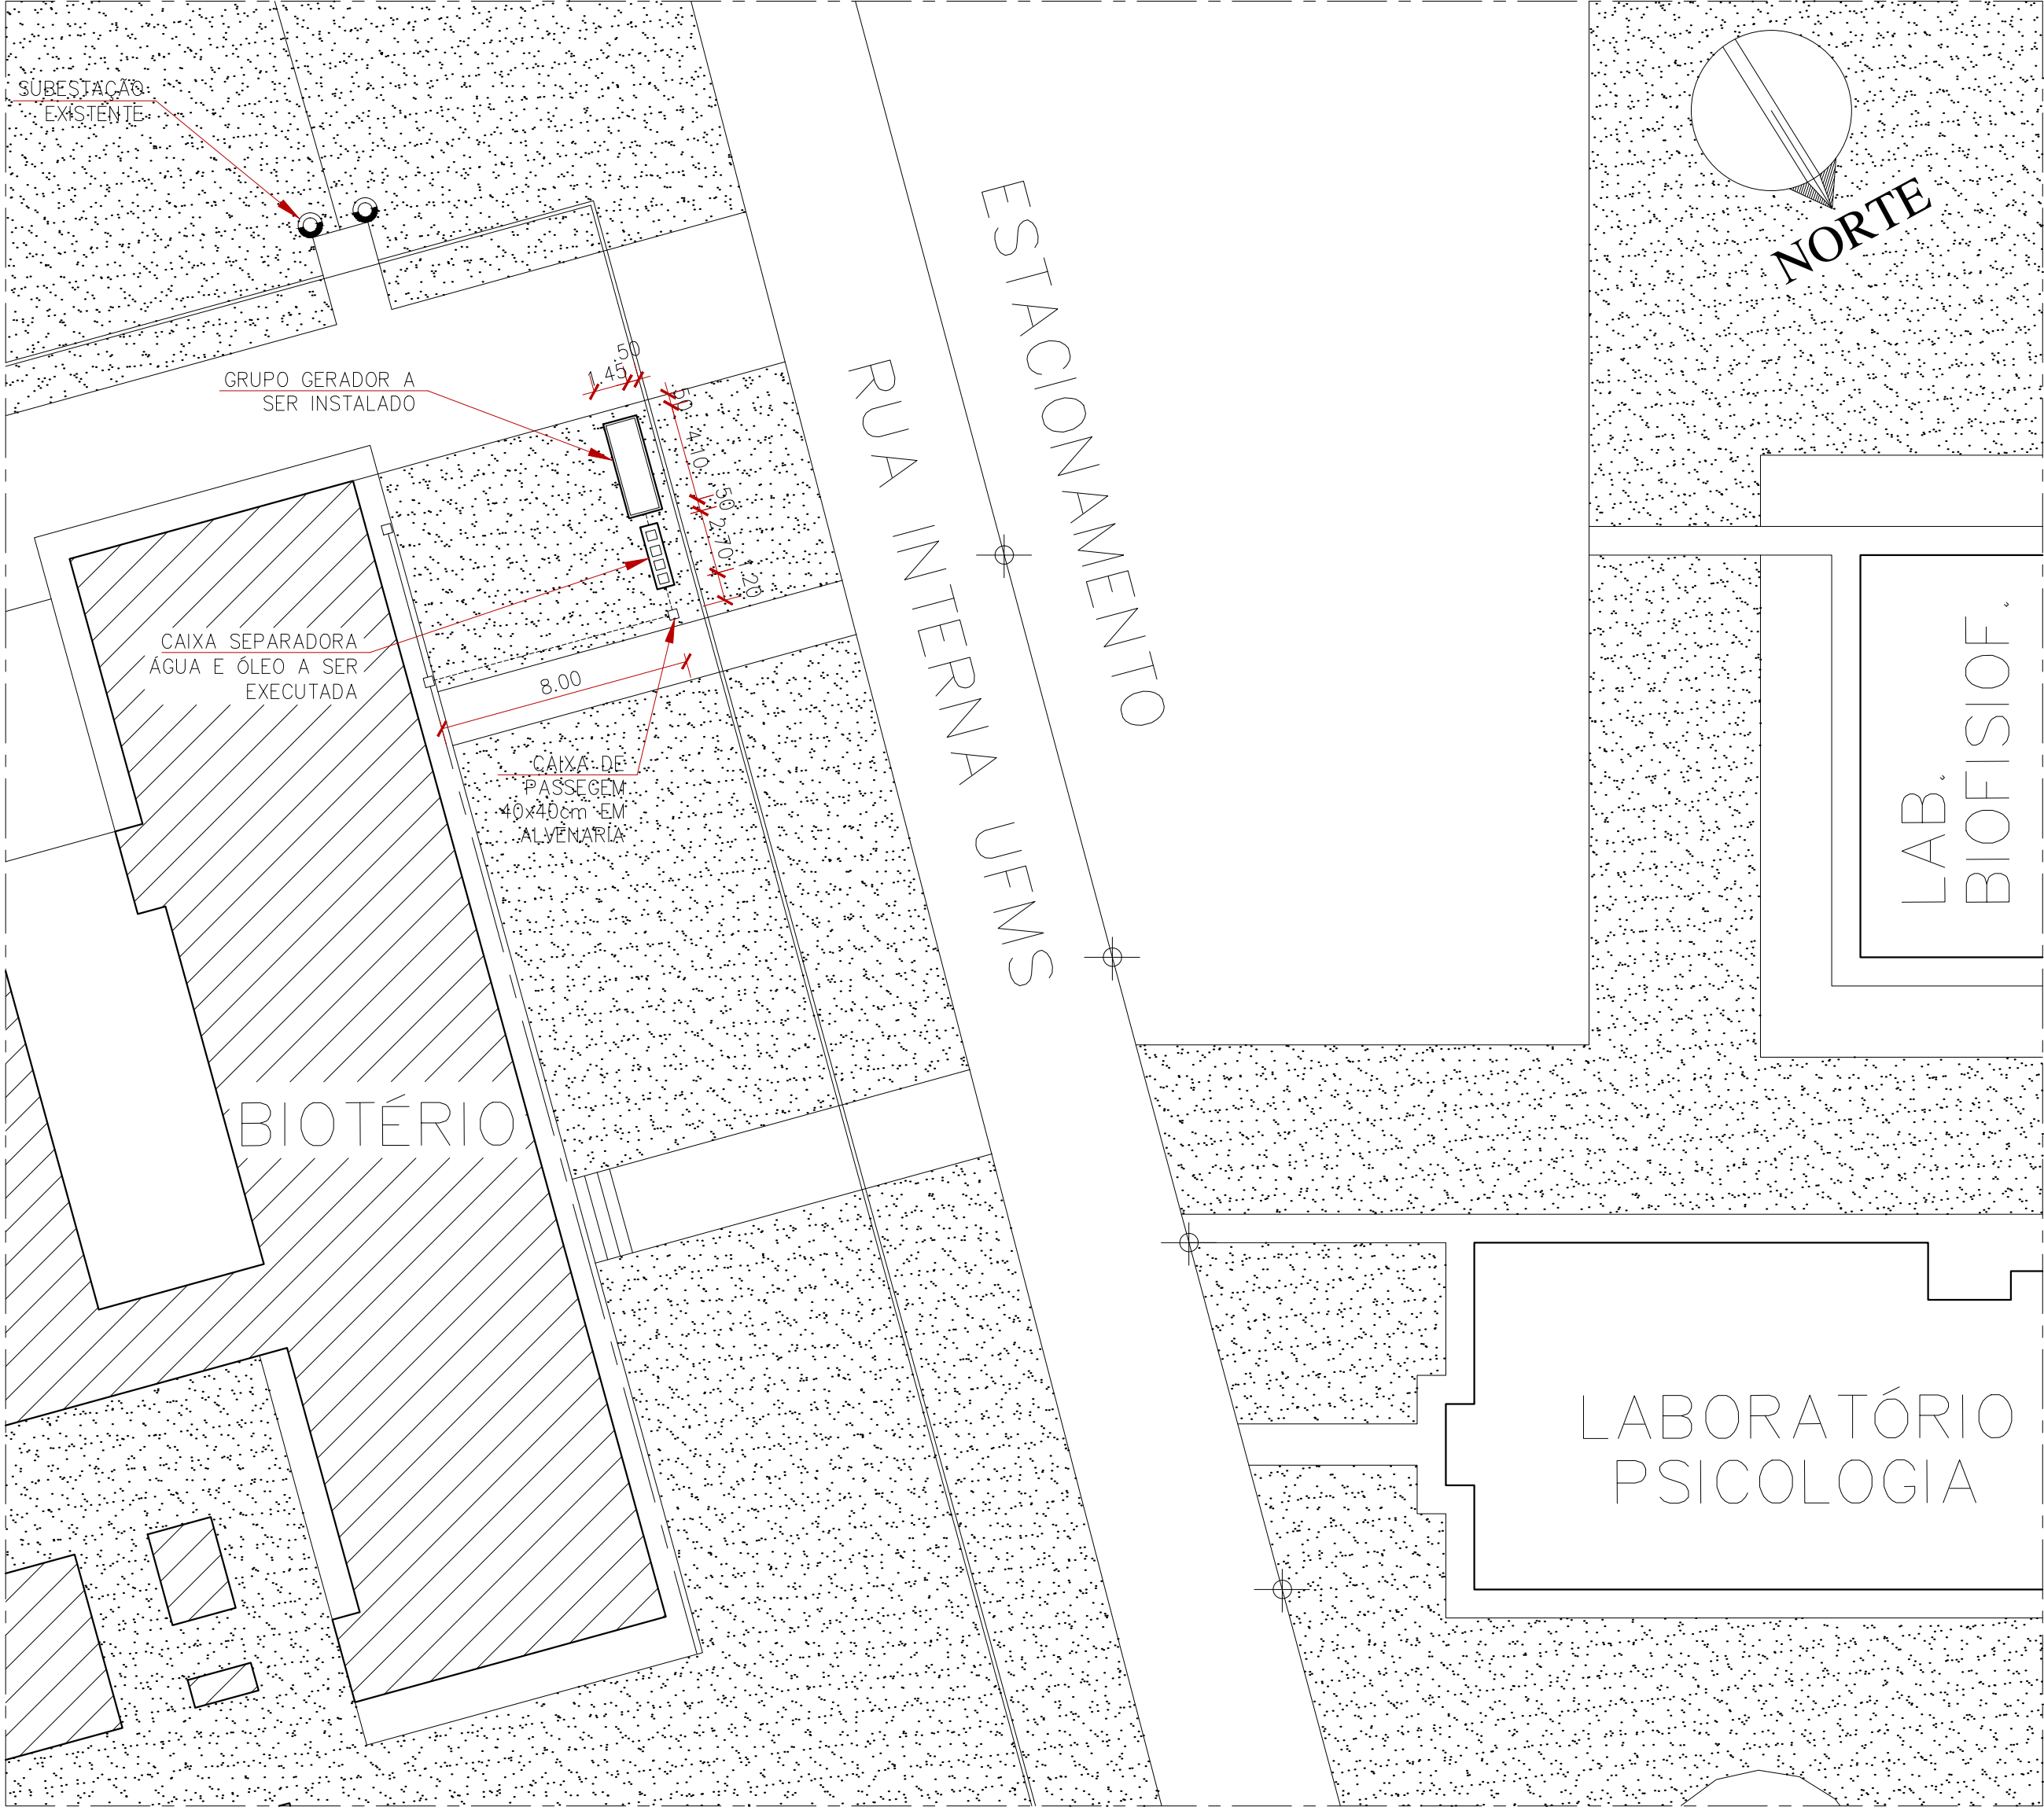 SUBESTAÇÃO
EXISTENTE
NORTE
ESTACIONAMENTO
RUA INTERNA UFMS
GRUPO GERADOR A
SER INSTALADO
1.45
.50
.50
4.10
.50
2.70
1.20
CAIXA SEPARADORA
ÁGUA E ÓLEO A SER
EXECUTADA
8.00
CAIXA DE
PASSEGEM
40x40cm EM
ALVENARIA
LAB.
BIOFISIOF.
BIOTÉRIO
LABORATÓRIO
PSICOLOGIA